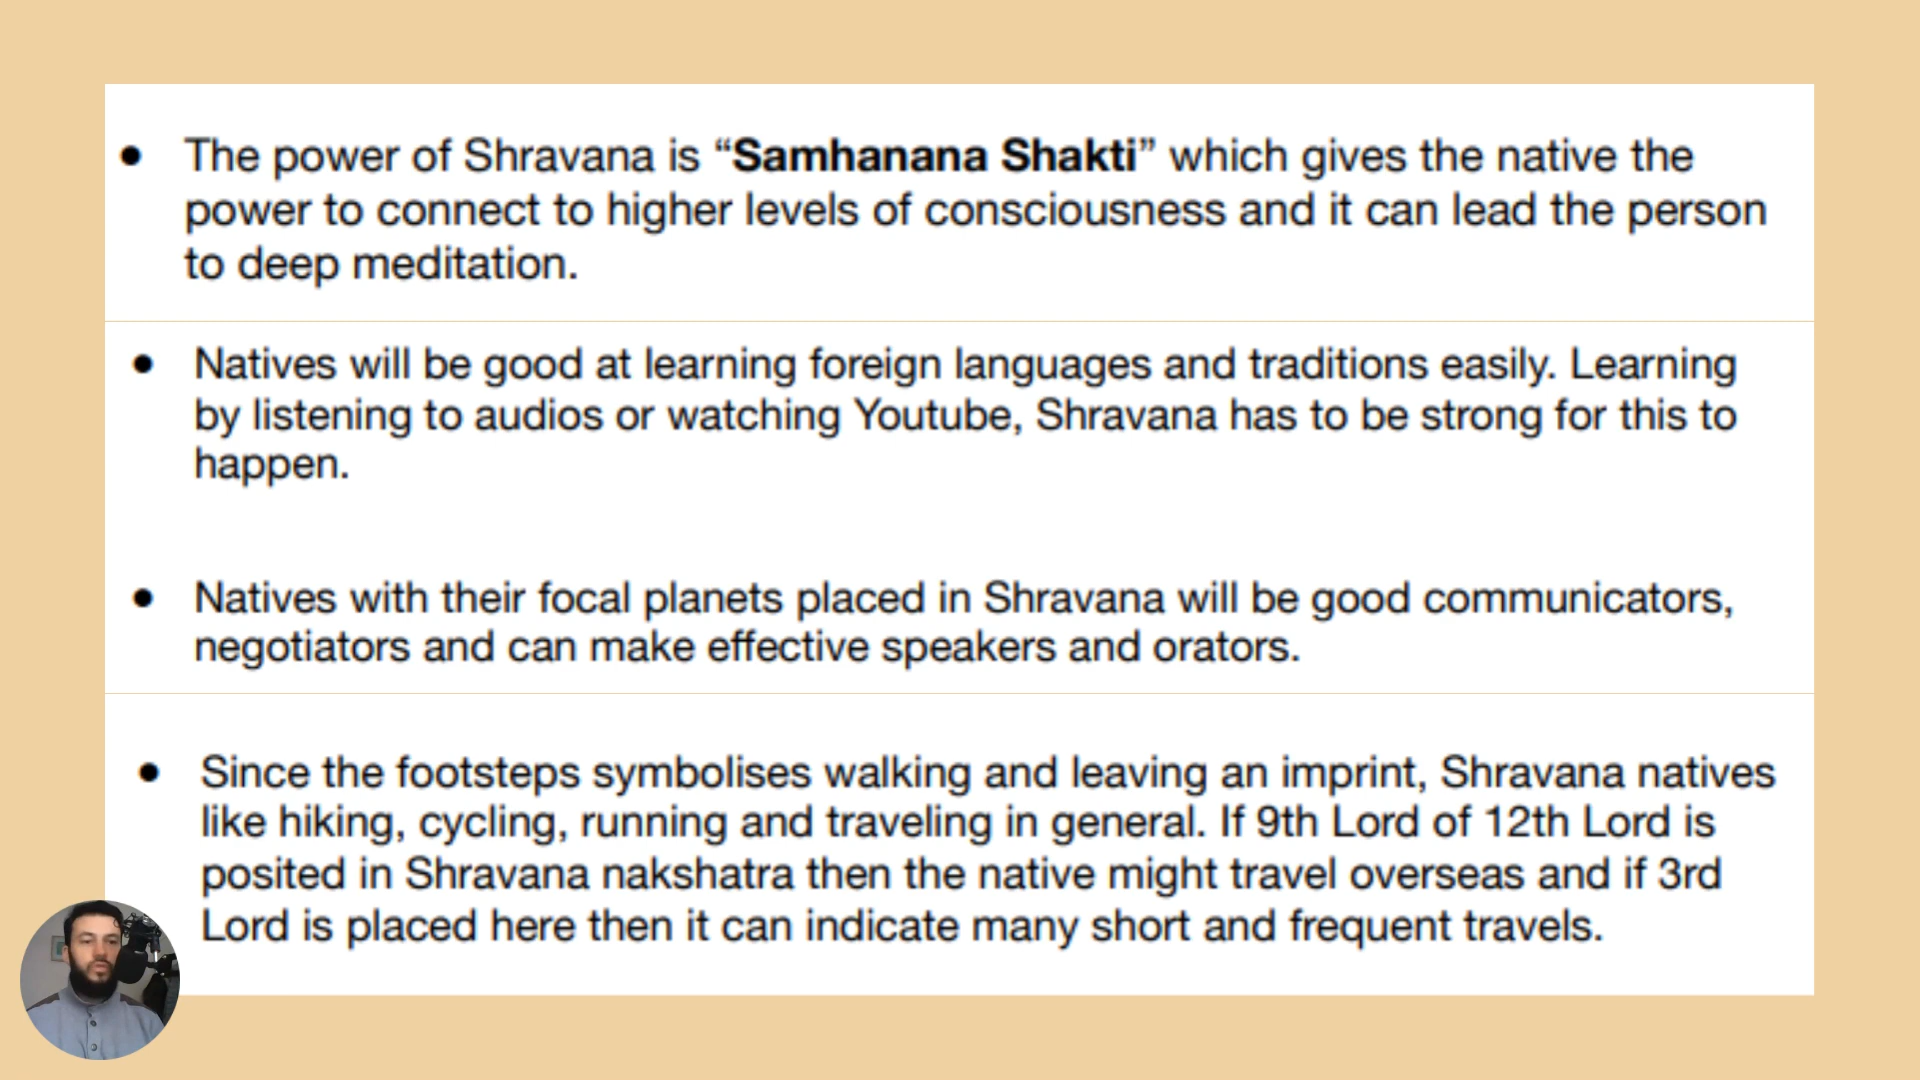 ● The power of Shravana is “Samhanana Shakti” which gives the native the
power to connect to higher levels of consciousness and it can lead the person
to deep meditation.
● Natives will be good at learning foreign languages and traditions easily. Learning
by listening to audios or watching Youtube, Shravana has to be strong for this to
happen.
● Natives with their focal planets placed in Shravana will be good communicators,
negotiators and can make effective speakers and orators.
● Since the footsteps symbolises walking and leaving an imprint, Shravana natives
like hiking, cycling, running and traveling in general. If 9th Lord of 12th Lord is
posited in Shravana nakshatra then the native might travel overseas and if 3rd
Lord is placed here then it can indicate many short and frequent travels.